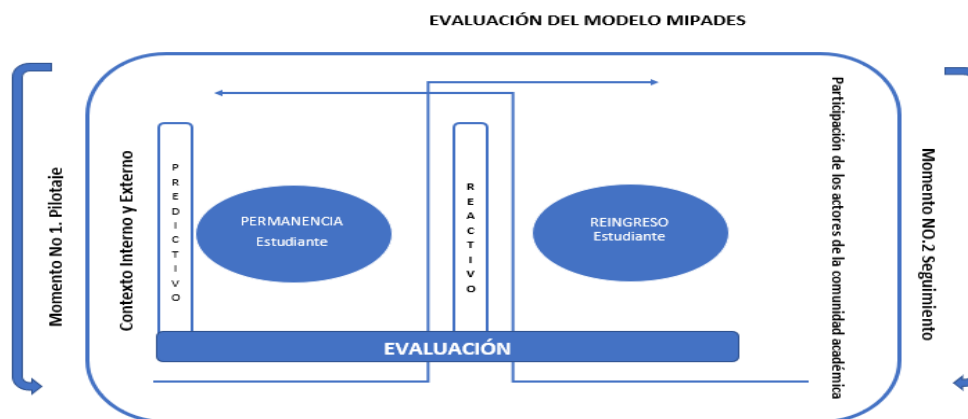 EVALUACIÓN DEL MODELO MIPADES
Momento No 1. Pilotaje
Contexto Interno y Externo
PREDICTIVO
PERMANENCIA
Estudiante
REACTIVO
REINGRESO
Estudiante
Participación de los actores de la comunidad académica
Momento NO.2 Seguimiento
EVALUACIÓN